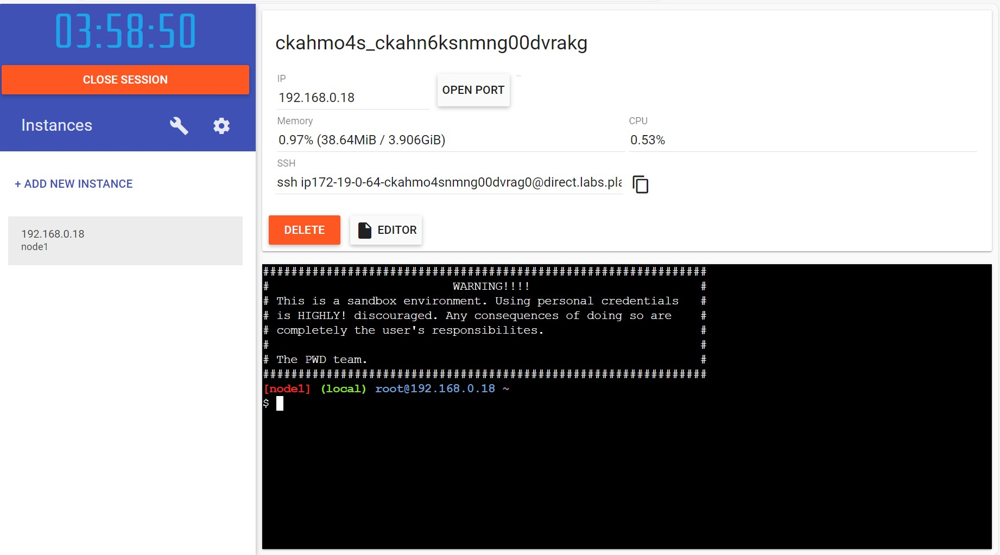 03:58:50
CLOSE SESSION
Instances
+ ADD NEW INSTANCE
192.168.0.18
node1
ckahmo4s_ckahn6ksnmng00dvrakg
IP
192.168.0.18
OPEN PORT
Memory
0.97% (38.64MiB / 3.906GiB)
CPU
0.53%
SSH
ssh ip172-19-0-64-ckahmo4snmng00dvrag0@direct.labs.pla
DELETE
EDITOR
###############################################################
#                          WARNING!!!!                        #
# This is a sandbox environment. Using personal credentials   #
# is HIGHLY! discouraged. Any consequences of doing so are    #
# completely the user's responsibilites.                      #
#                                                             #
# The PWD team.                                               #
###############################################################
[node1] (local) root@192.168.0.18 ~
$